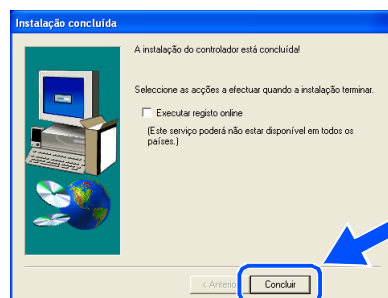 Instalação concluída
A instalação do controlador está concluída!
Seleccione as acções a efectuar quando a instalação terminar.
Executar registo online
(Este serviço poderá não estar disponível em todos os
países.)
< Anterio
Concluir